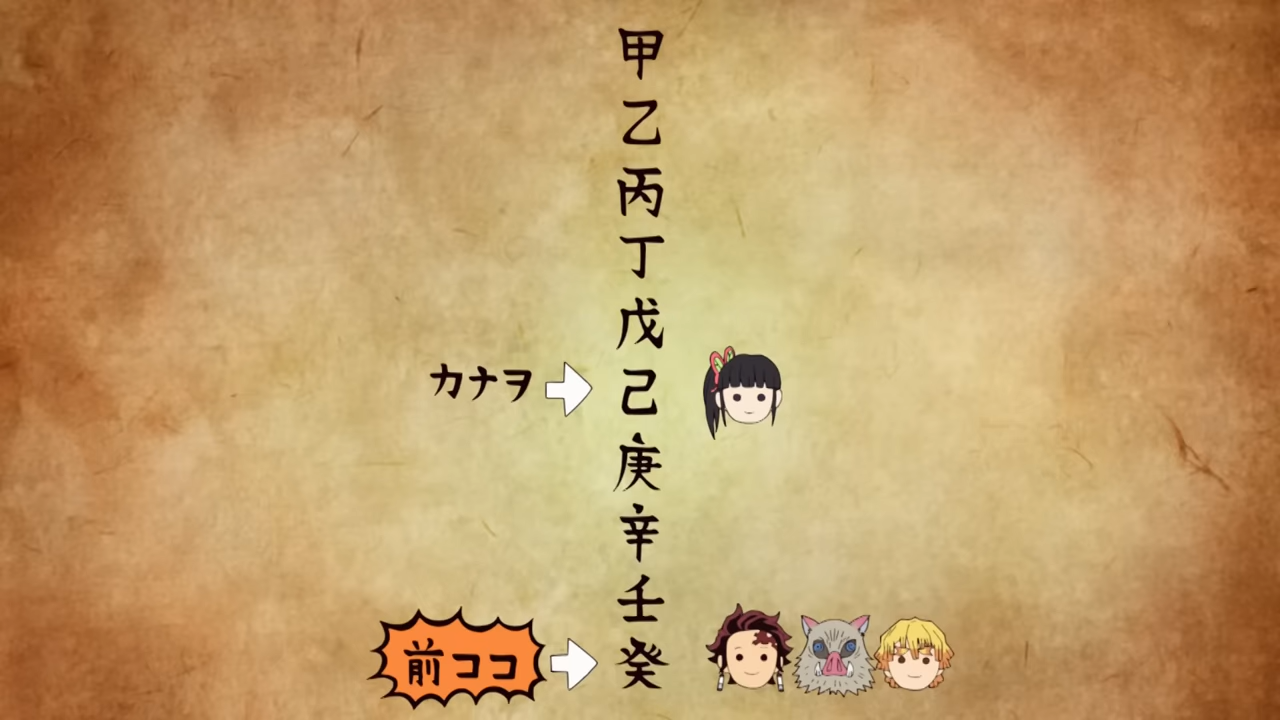 甲
乙
丙
丁
戊
カナヲ
己
庚
辛
壬
前ココ
癸